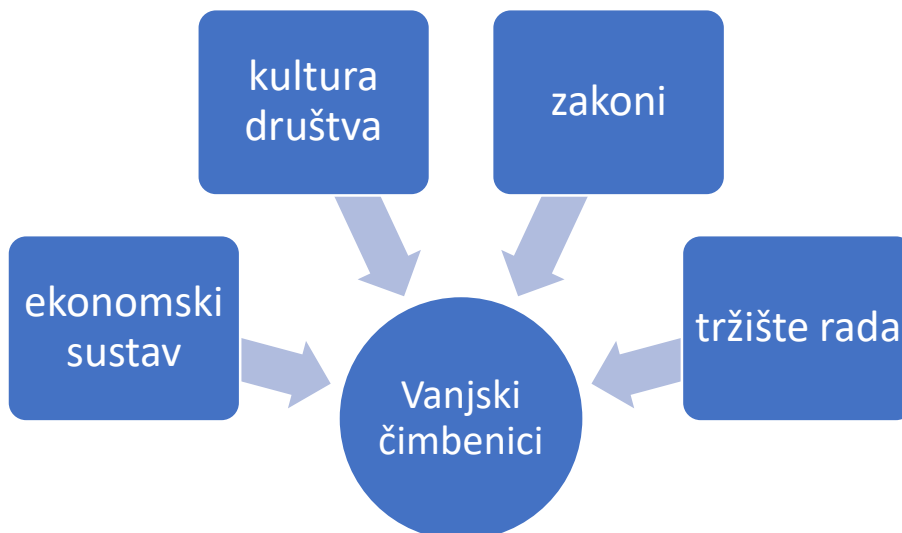 kultura
društva
zakoni
ekonomski
sustav
tržište rada
Vanjski
čimbenici